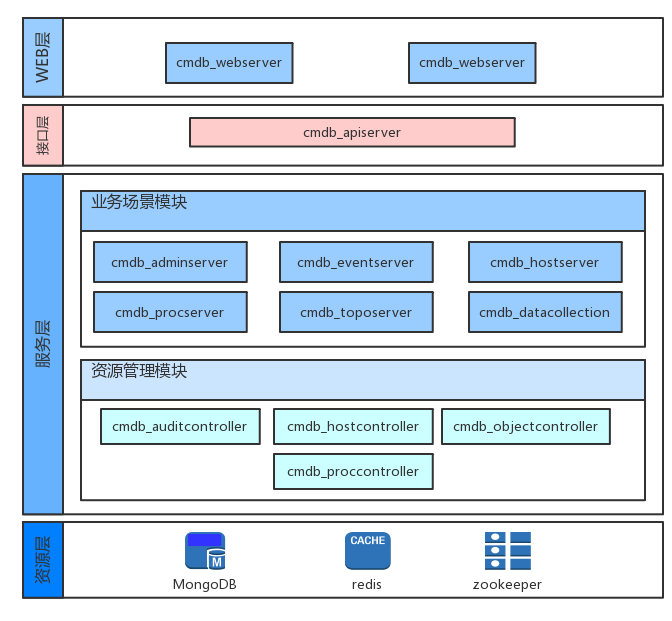 WEB层
cmdb_webserver
cmdb_webserver
接口层
cmdb_apiserver
服务层
业务场景模块
cmdb_adminserver
cmdb_eventserver
cmdb_hostserver
cmdb_procserver
cmdb_toposerver
cmdb_datacollection
资源管理模块
cmdb_auditcontroller
cmdb_hostcontroller
cmdb_objectcontroller
cmdb_proccontroller
资源层
M
CACHE
MongoDB
redis
zookeeper